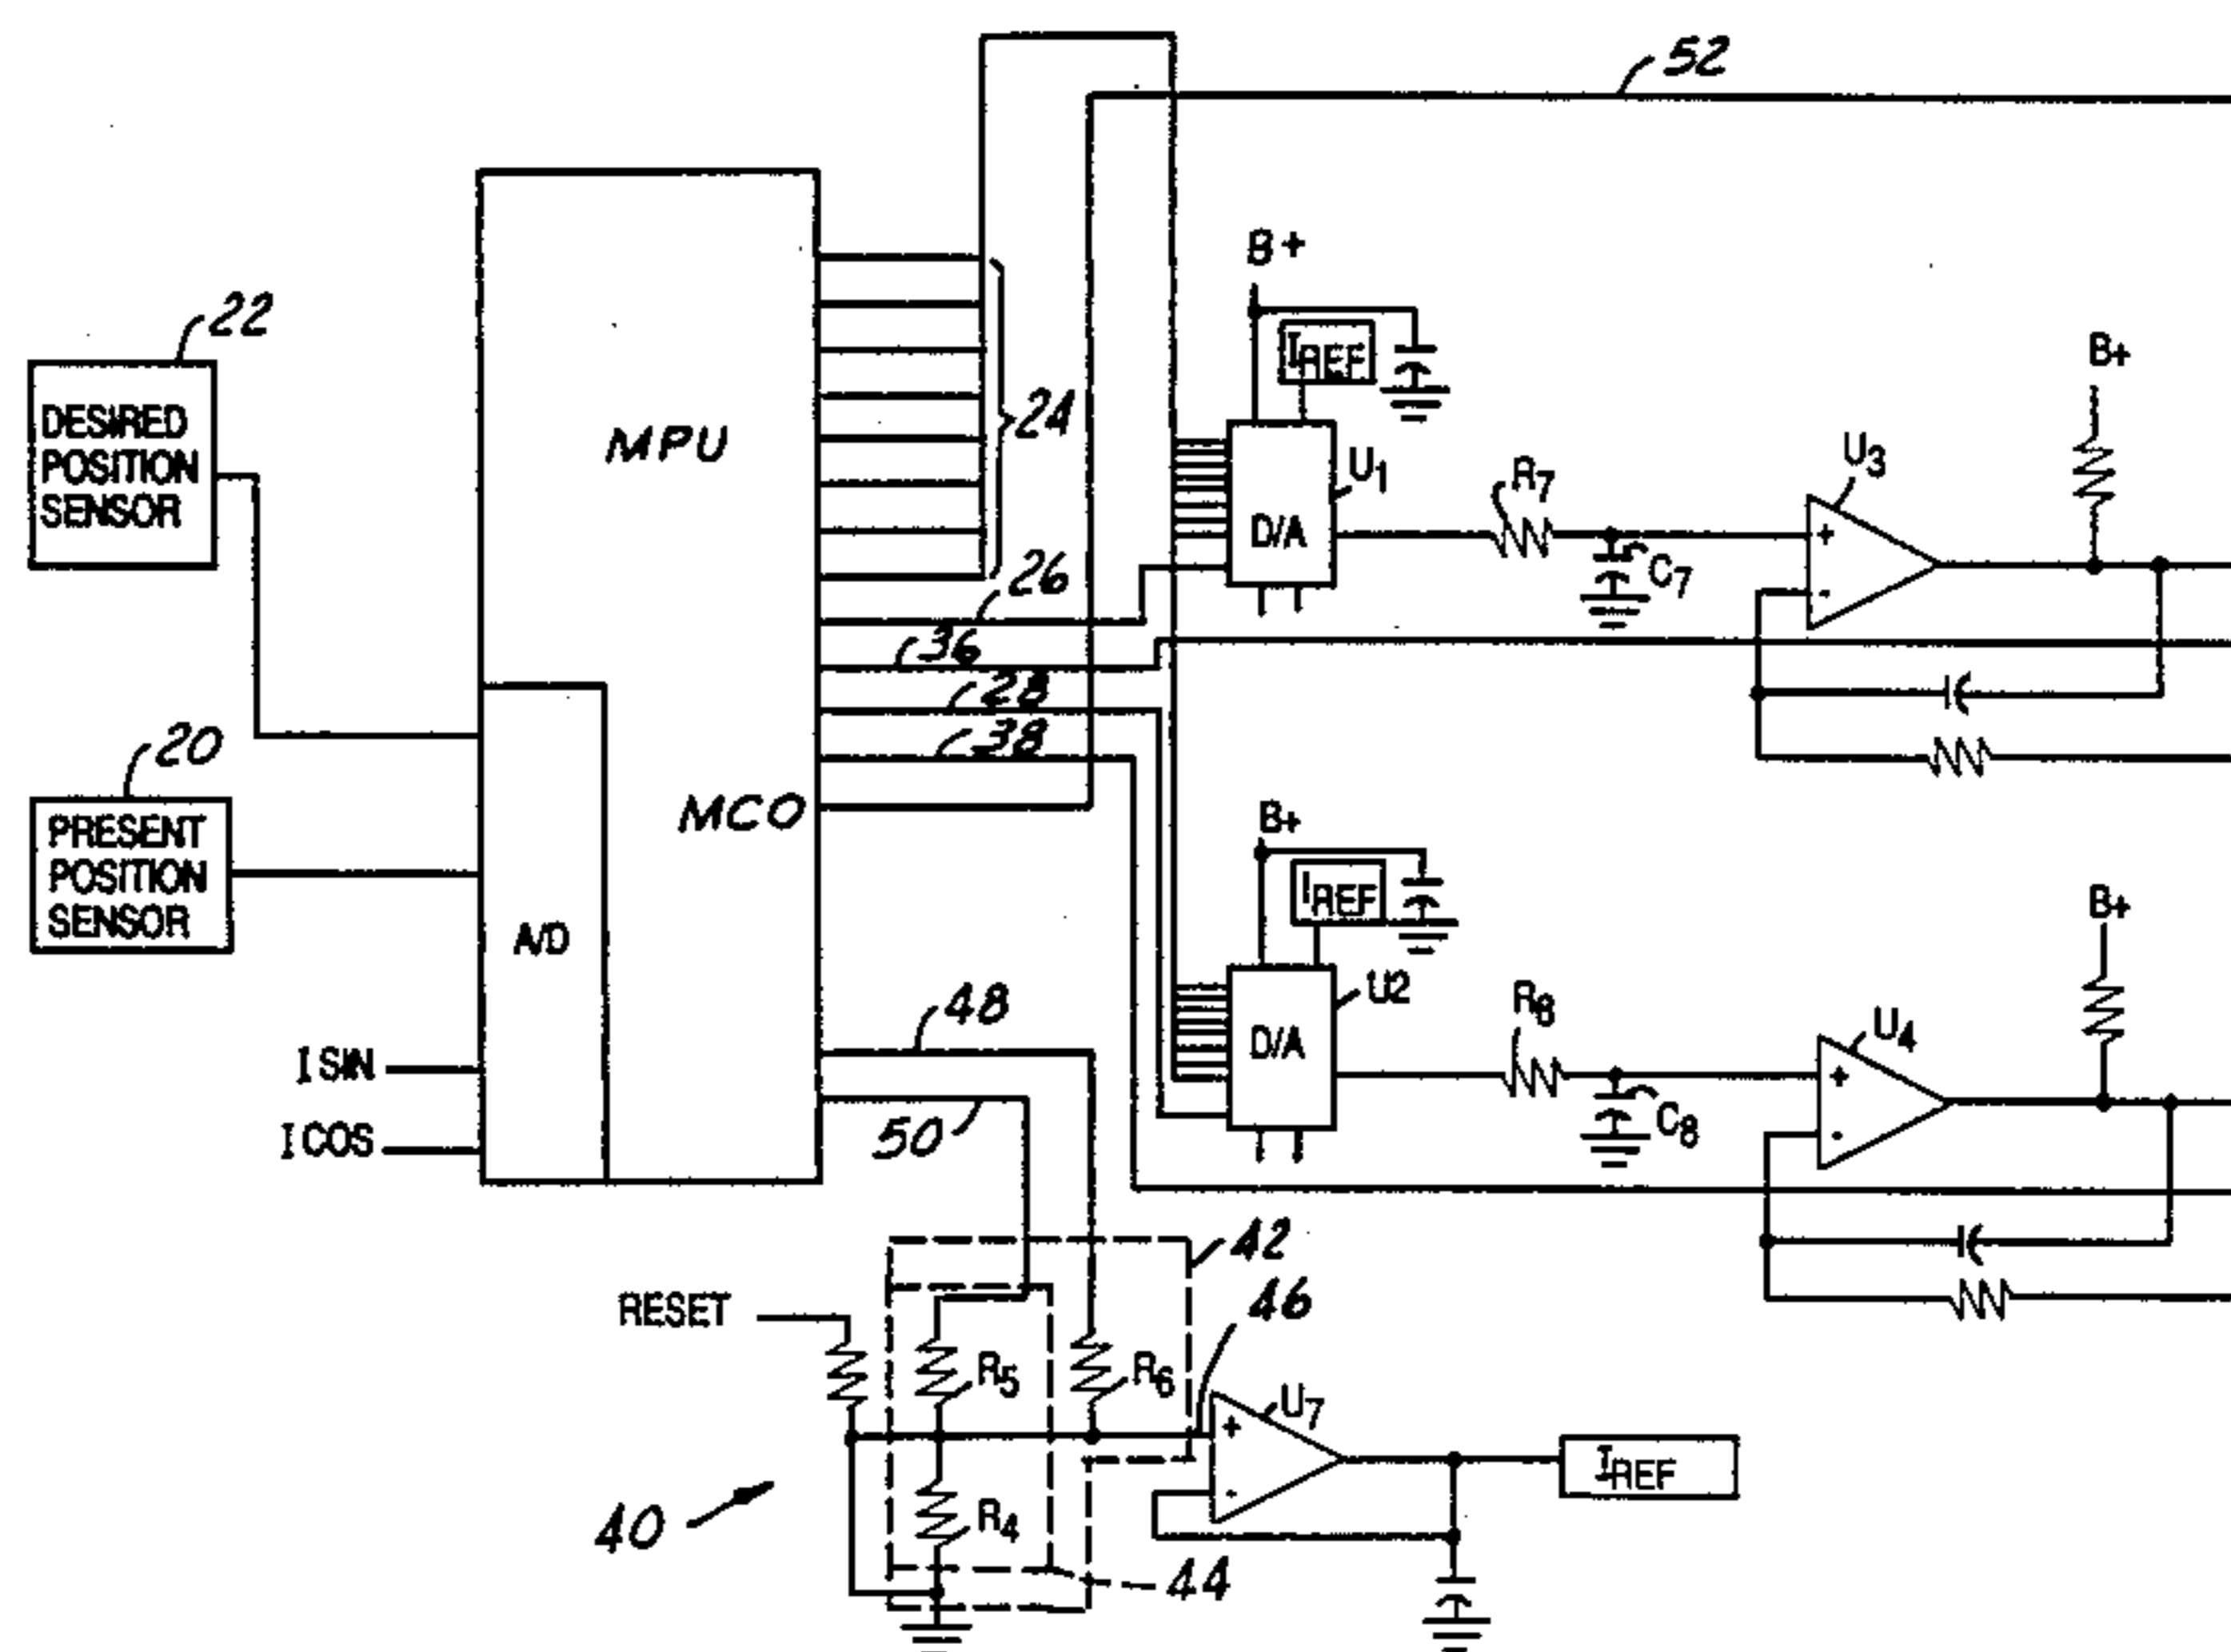 52
B+
22
IREF
B+
DESIRED
POSITION
SENSOR
MPU
24
U1
R7
U3
D/A
+
-
C7
26
36
28
38
20
PRESENT
POSITION
SENSOR
MCO
B+
IREF
B+
A/D
48
U2
R8
U4
D/A
+
-
C8
I SIN
I COS
50
42
46
RESET
R5
R6
U7
+
-
IREF
40
R4
44